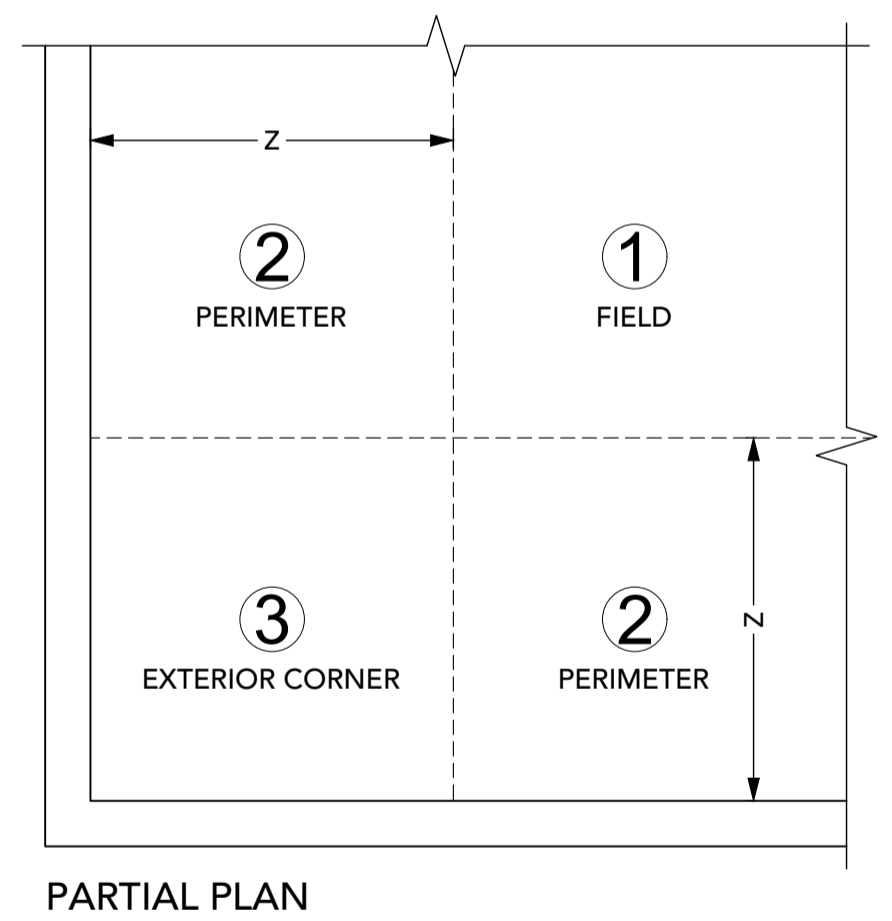 Z
2 1
PERIMETER FIELD
3 2
EXTERIOR CORNER PERIMETER
Z
PARTIAL PLAN